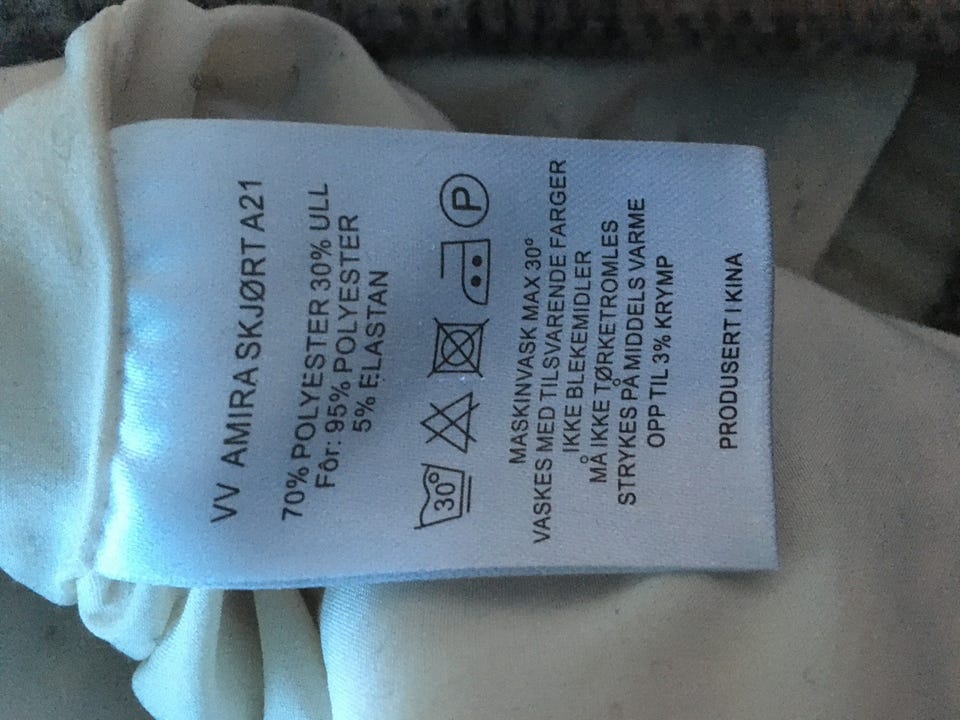 VV AMIRA SKJØRT A21
70% POLYESTER 30% ULL
Fôr: 95% POLYESTER
5% ELASTAN
30° P
MASKINVASK MAX 30°
VASKES MED TILSVARENDE FARGER
IKKE BLEKEMIDLER
MÅ IKKE TØRKETROMLES
STRYKES PÅ MIDDELS VARME
OPP TIL 3% KRYMP
PRODUSERT I KINA